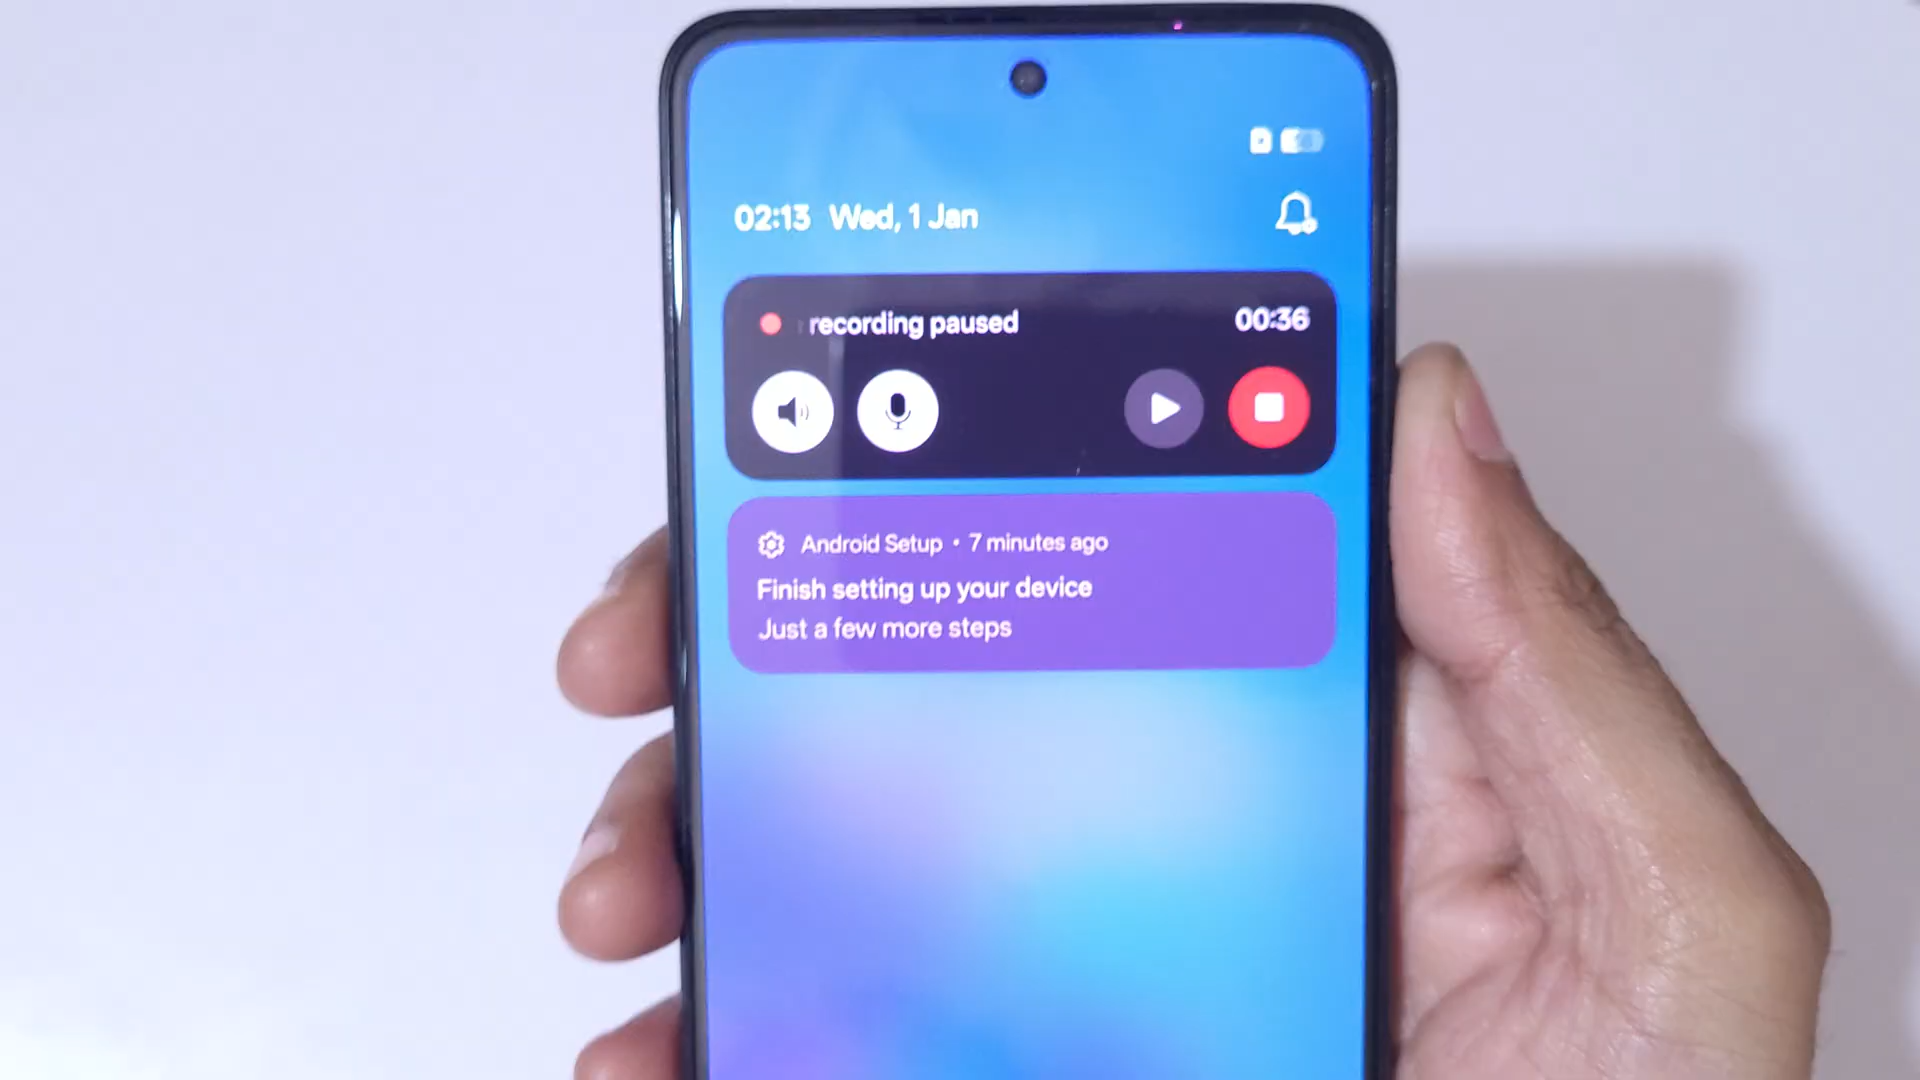 02:13 Wed, 1 Jan
recording paused 00:36
Android Setup • 7 minutes ago
Finish setting up your device
Just a few more steps